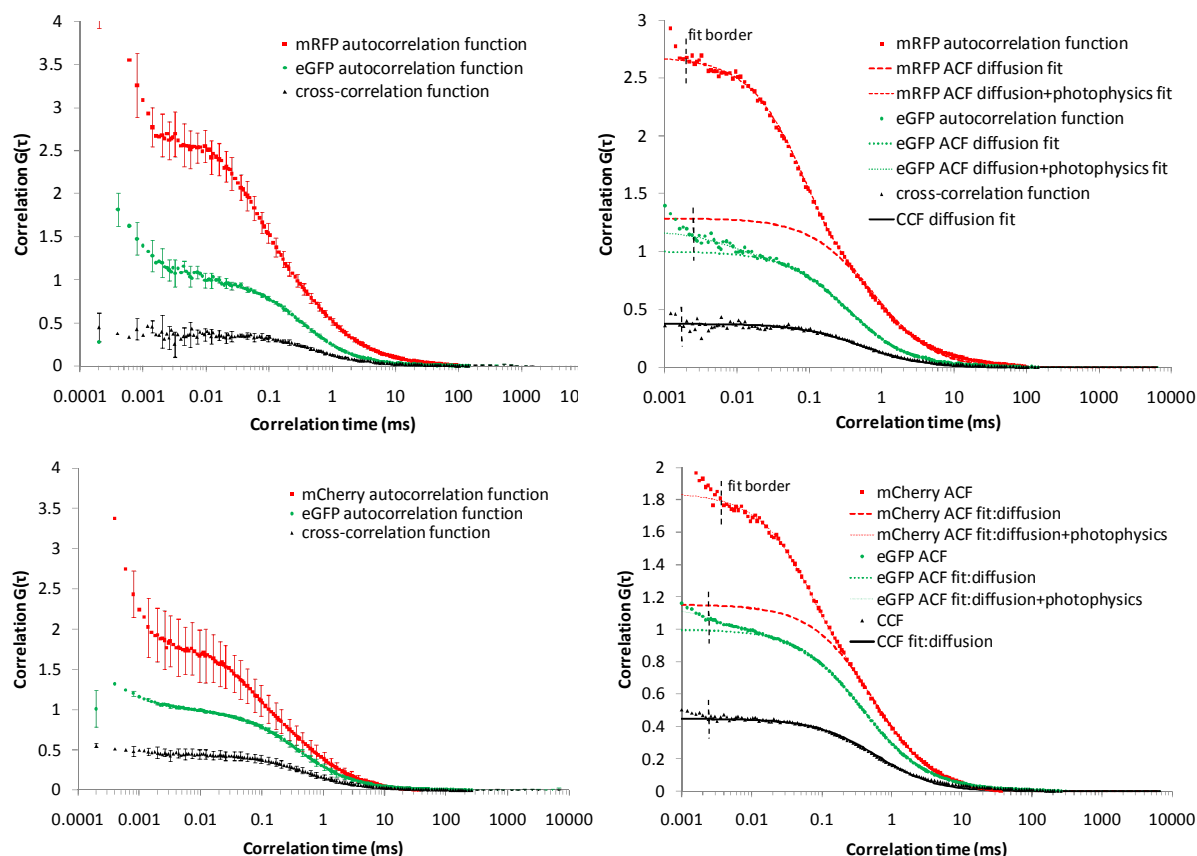 4
3.5
3
2.5
2
1.5
1
0.5
0
Correlation G(τ)
mRFP autocorrelation function
eGFP autocorrelation function
cross-correlation function
0.0001 0.001 0.01 0.1 1 10 100 1000 10000
Correlation time (ms)
3
2.5
2
1.5
1
0.5
0
Correlation G(τ)
fit border
mRFP autocorrelation function
mRFP ACF diffusion fit
mRFP ACF diffusion+photophysics fit
eGFP autocorrelation function
eGFP ACF diffusion fit
eGFP ACF diffusion+photophysics fit
cross-correlation function
CCF diffusion fit
0.001 0.01 0.1 1 10 100 1000 10000
Correlation time (ms)
4
3.5
3
2.5
2
1.5
1
0.5
0
Correlation G(τ)
mCherry autocorrelation function
eGFP autocorrelation function
cross-correlation function
0.0001 0.001 0.01 0.1 1 10 100 1000 10000
Correlation time (ms)
2
1.8
1.6
1.4
1.2
1
0.8
0.6
0.4
0.2
0
Correlation G(τ)
fit border
mCherry ACF
mCherry ACF fit:diffusion
mCherry ACF fit:diffusion+photophysics
eGFP ACF
eGFP ACF fit:diffusion
eGFP ACF fit:diffusion+photophysics
CCF
CCF fit:diffusion
0.001 0.01 0.1 1 10 100 1000 10000
Correlation time (ms)